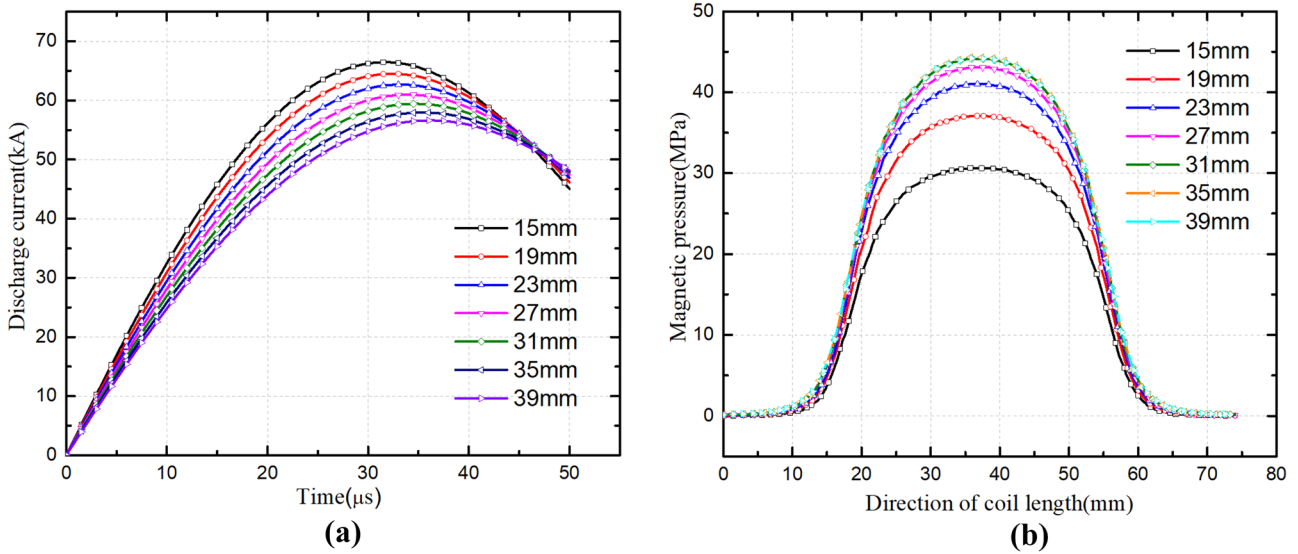 70
60
50
40
30
20
10
0
Discharge current(kA)
15mm
19mm
23mm
27mm
31mm
35mm
39mm
0 10 20 30 40 50
Time(μs)
(a)
50
40
30
20
10
0
Magnetic pressure(MPa)
15mm
19mm
23mm
27mm
31mm
35mm
39mm
0 10 20 30 40 50 60 70 80
Direction of coil length(mm)
(b)